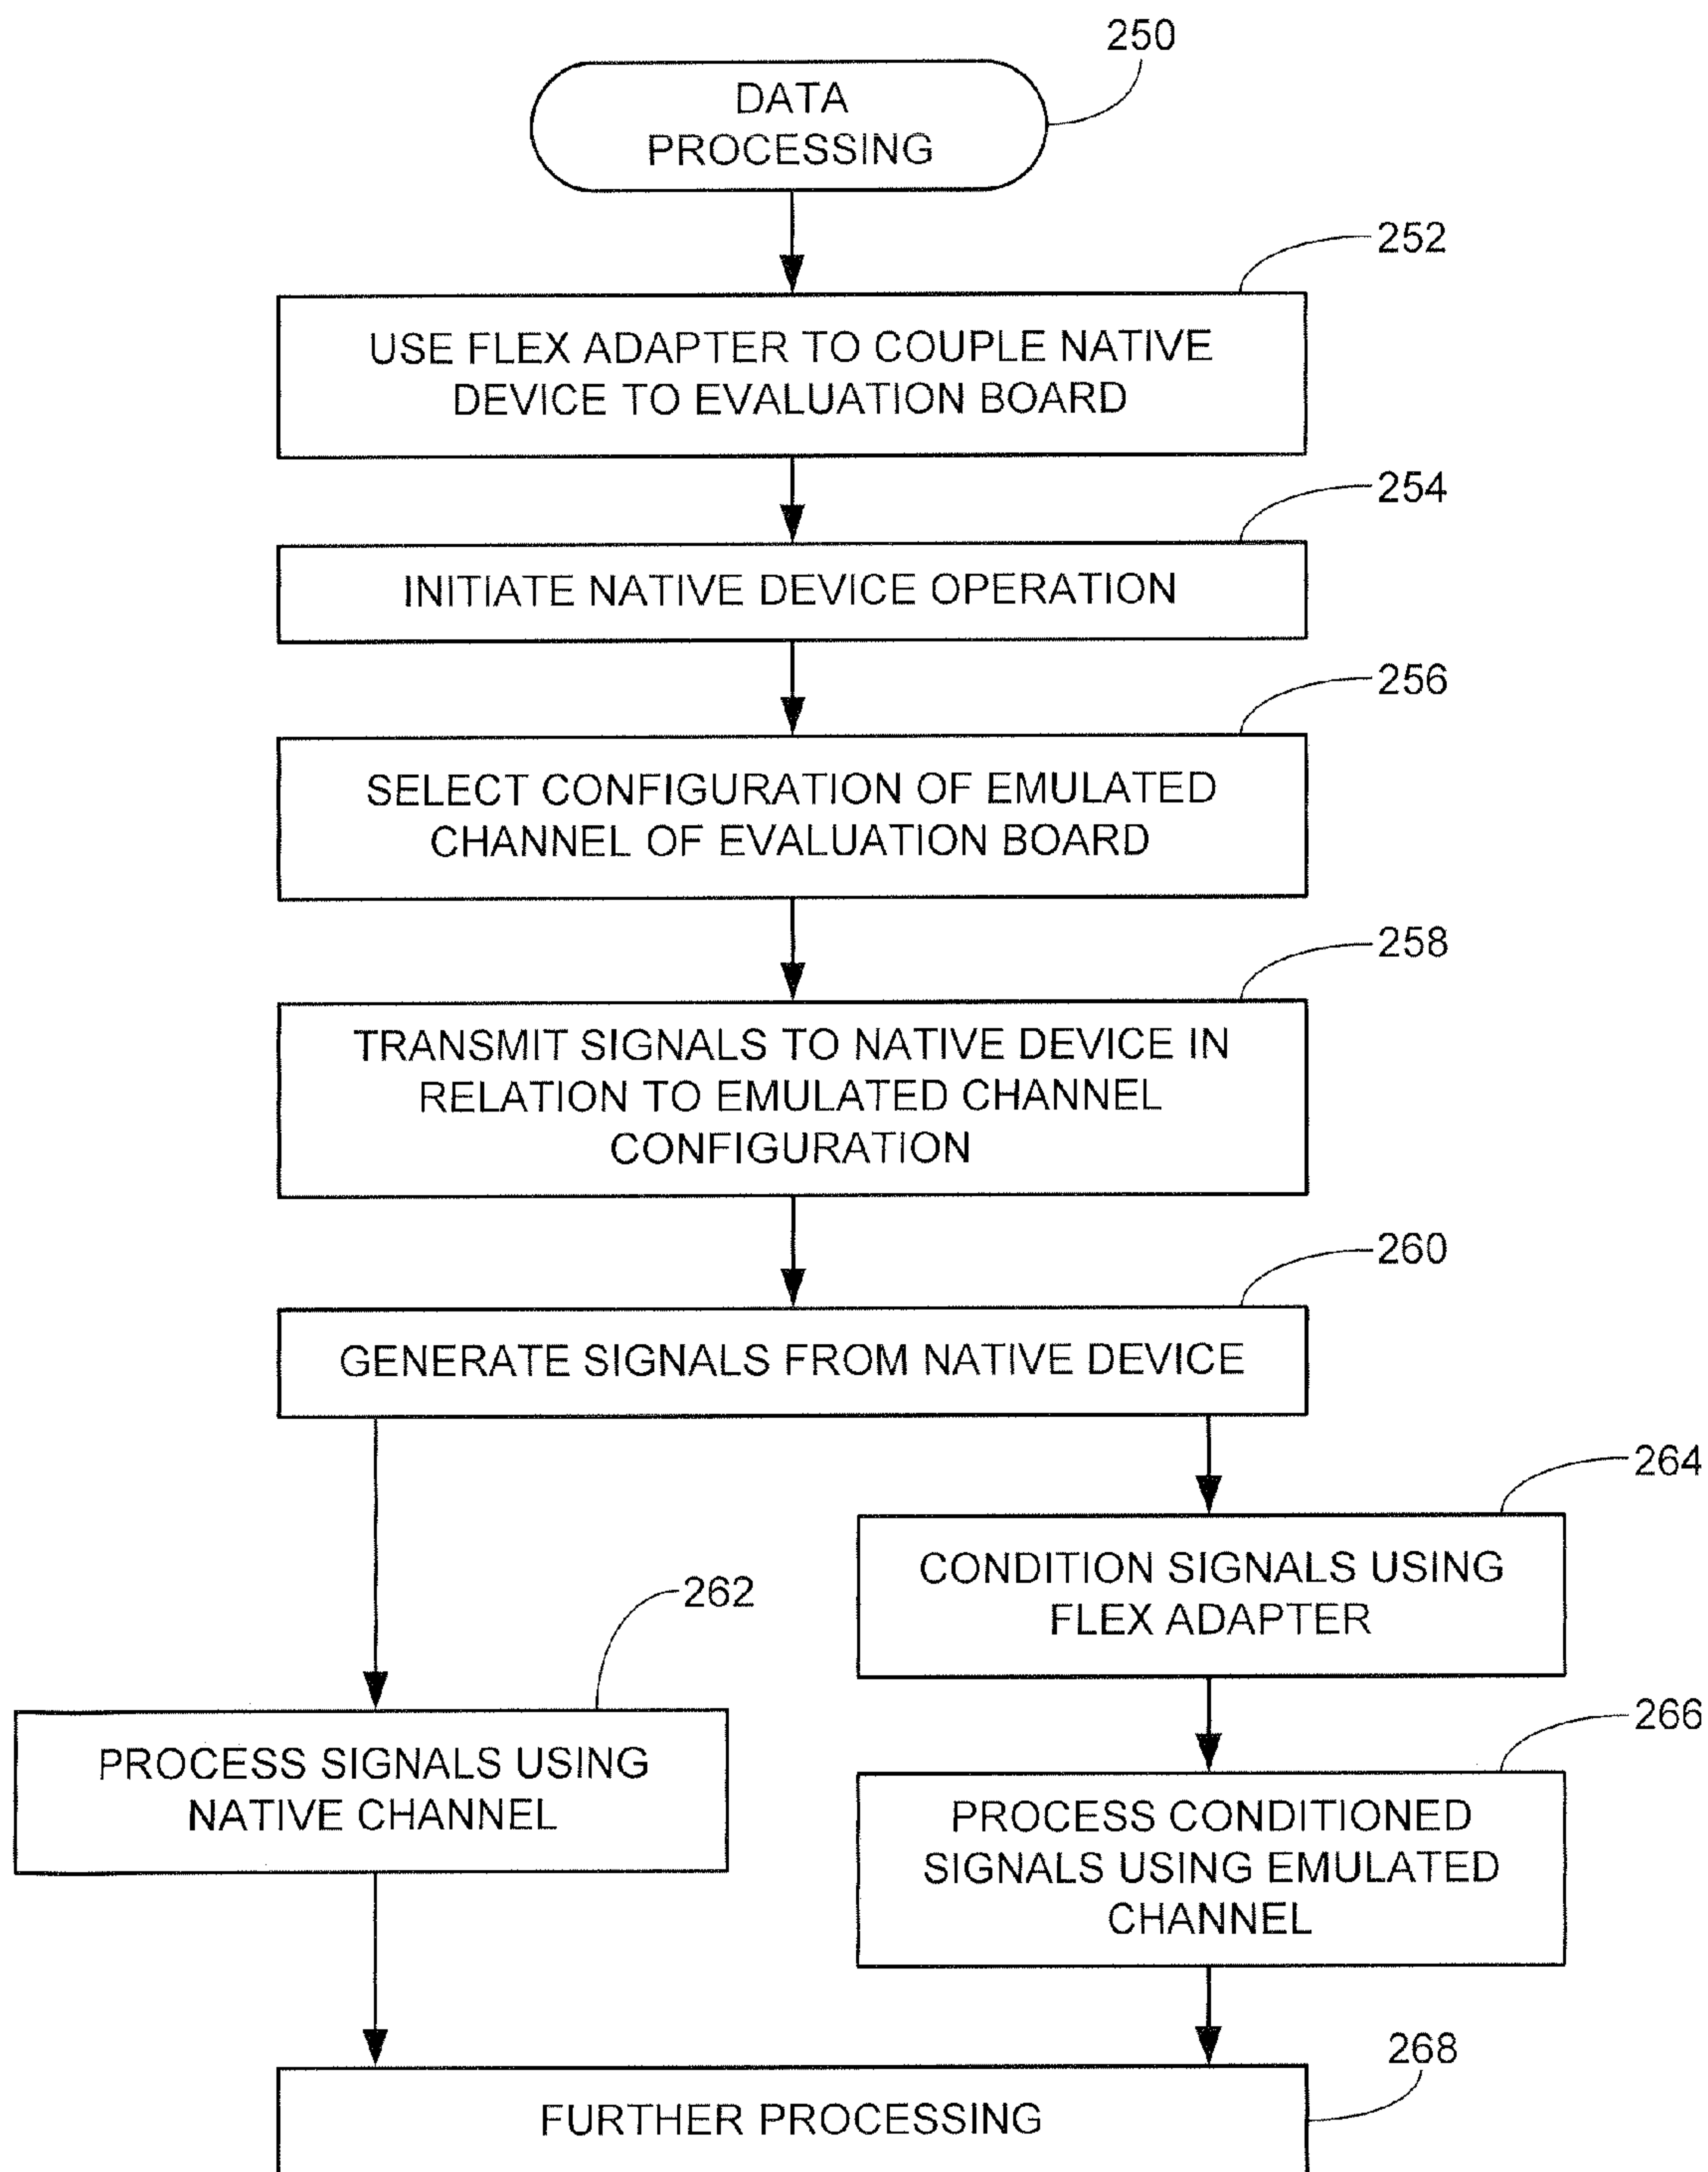 250
DATA
PROCESSING
252
USE FLEX ADAPTER TO COUPLE NATIVE
DEVICE TO EVALUATION BOARD
254
INITIATE NATIVE DEVICE OPERATION
256
SELECT CONFIGURATION OF EMULATED
CHANNEL OF EVALUATION BOARD
258
TRANSMIT SIGNALS TO NATIVE DEVICE IN
RELATION TO EMULATED CHANNEL
CONFIGURATION
260
GENERATE SIGNALS FROM NATIVE DEVICE
264
CONDITION SIGNALS USING
FLEX ADAPTER
262
PROCESS SIGNALS USING
NATIVE CHANNEL
266
PROCESS CONDITIONED
SIGNALS USING EMULATED
CHANNEL
268
FURTHER PROCESSING